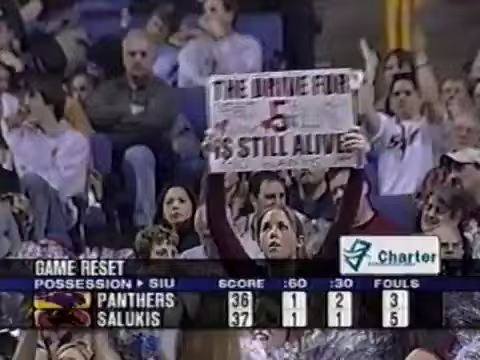 THE DRIVE FOR
5
IS STILL ALIVE
Charter
GAME RESET
POSSESSION ▸ SIU SCORE :60 :30 FOULS
PANTHERS 36 1 2 3
SALUKIS 37 1 1 5